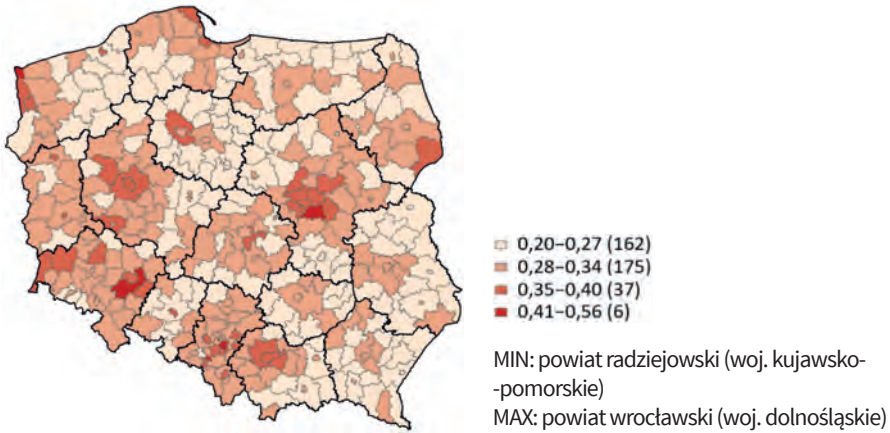 0,20–0,27 (162)
0,28–0,34 (175)
0,35–0,40 (37)
0,41–0,56 (6)
MIN: powiat radziejowski (woj. kujawsko-
-pomorskie)
MAX: powiat wrocławski (woj. dolnośląskie)